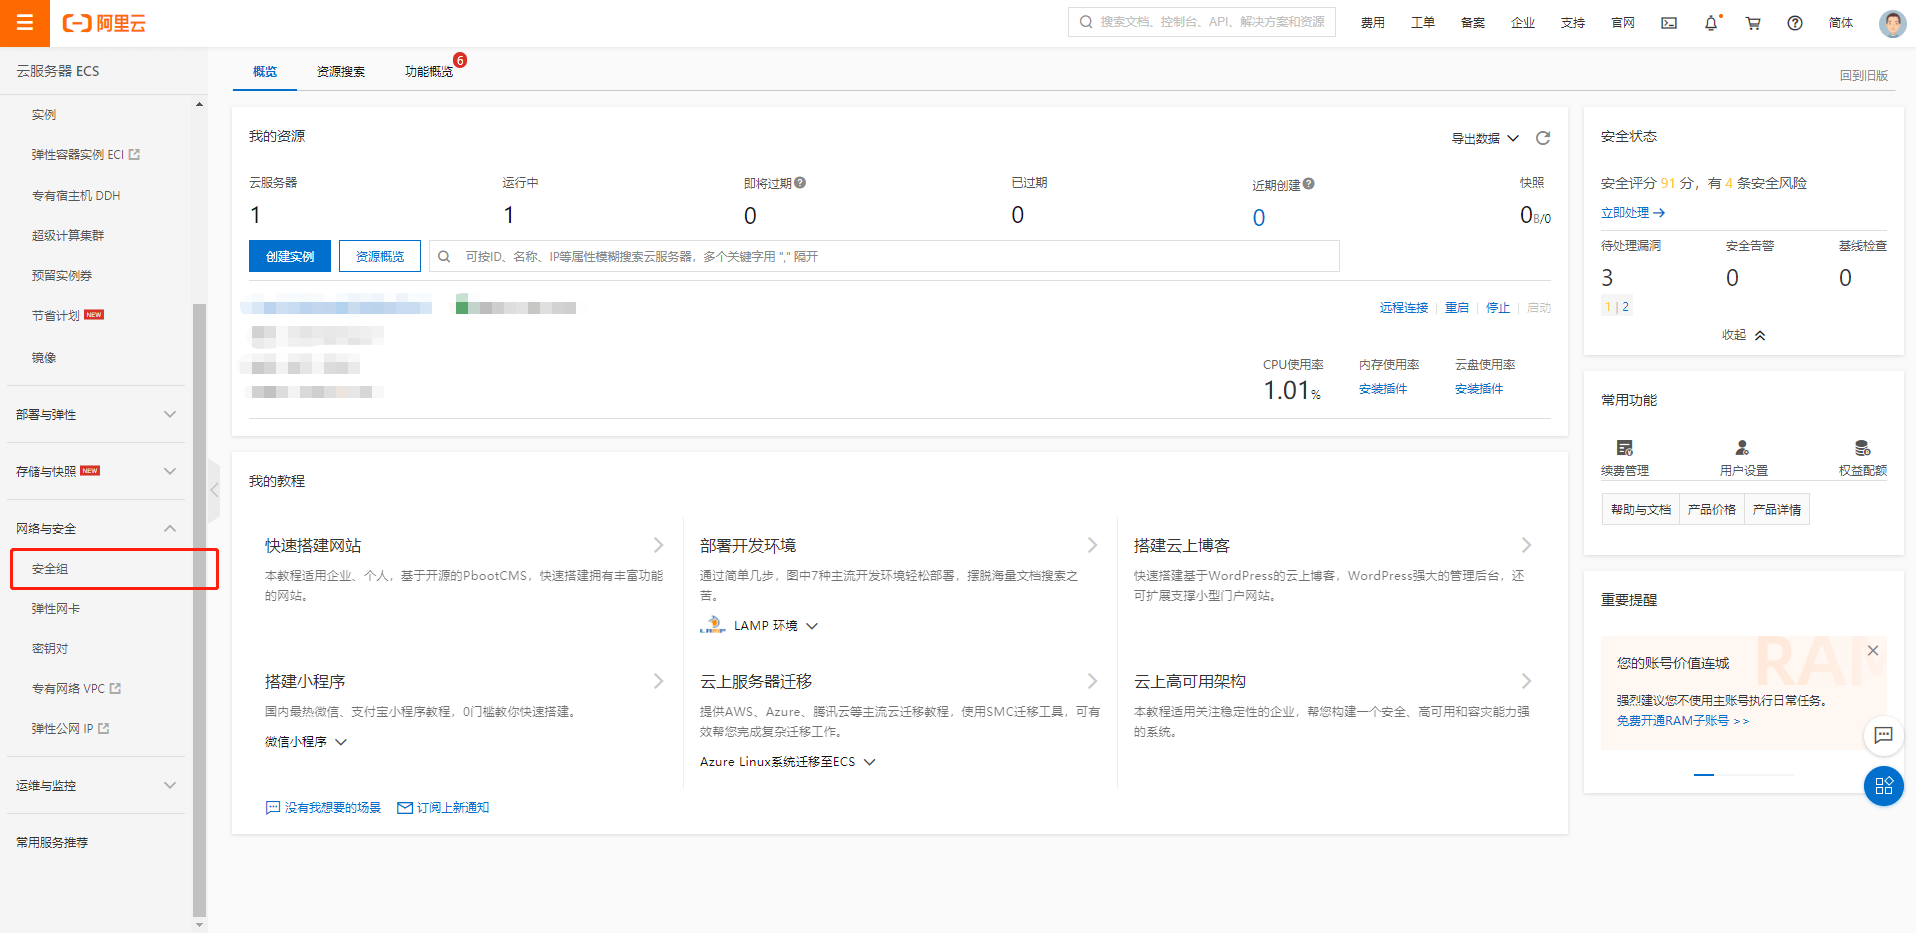 阿里云
搜索文档、控制台、API、解决方案和资源
费用
工单
备案
企业
支持
官网
简体
云服务器 ECS
实例
弹性容器实例 ECI
专有宿主机 DDH
超级计算集群
预留实例券
节省计划 NEW
镜像
部署与弹性
存储与快照 NEW
网络与安全
安全组
弹性网卡
密钥对
专有网络 VPC
弹性公网 IP
运维与监控
常用服务推荐
概览
资源搜索
功能概览 6
回到旧版
我的资源
导出数据
云服务器
1
运行中
1
即将过期
0
已过期
0
近期创建
0
快照
0B/0
创建实例
资源概览
可按ID、名称、IP等属性模糊搜索云服务器，多个关键字用 "," 隔开
远程连接 | 重启 | 停止 | 启动
CPU使用率
1.01%
内存使用率
安装插件
云盘使用率
安装插件
我的教程
快速搭建网站
本教程适用企业、个人，基于开源的PbootCMS，快速搭建拥有丰富功能
的网站。
部署开发环境
通过简单几步，图中7种主流开发环境轻松部署，摆脱海量文档搜索之
苦。
LAMP LAMP 环境
搭建云上博客
快速搭建基于WordPress的云上博客，WordPress强大的管理后台，还
可扩展支撑小型门户网站。
搭建小程序
国内最热微信、支付宝小程序教程，0门槛教你快速搭建。
微信小程序
云上服务器迁移
提供AWS、Azure、腾讯云等主流云迁移教程，使用SMC迁移工具，可有
效帮您完成复杂迁移工作。
Azure Linux系统迁移至ECS
云上高可用架构
本教程适用关注稳定性的企业，帮您构建一个安全、高可用和容灾能力强
的系统。
没有我想要的场景
订阅上新通知
安全状态
安全评分 91 分，有 4 条安全风险
立即处理
待处理漏洞
3
1 | 2
安全告警
0
基线检查
0
收起
常用功能
续费管理
用户设置
权益配额
帮助与文档
产品价格
产品详情
重要提醒
RAM
您的账号价值连城
强烈建议您不使用主账号执行日常任务。
免费开通RAM子账号 >>